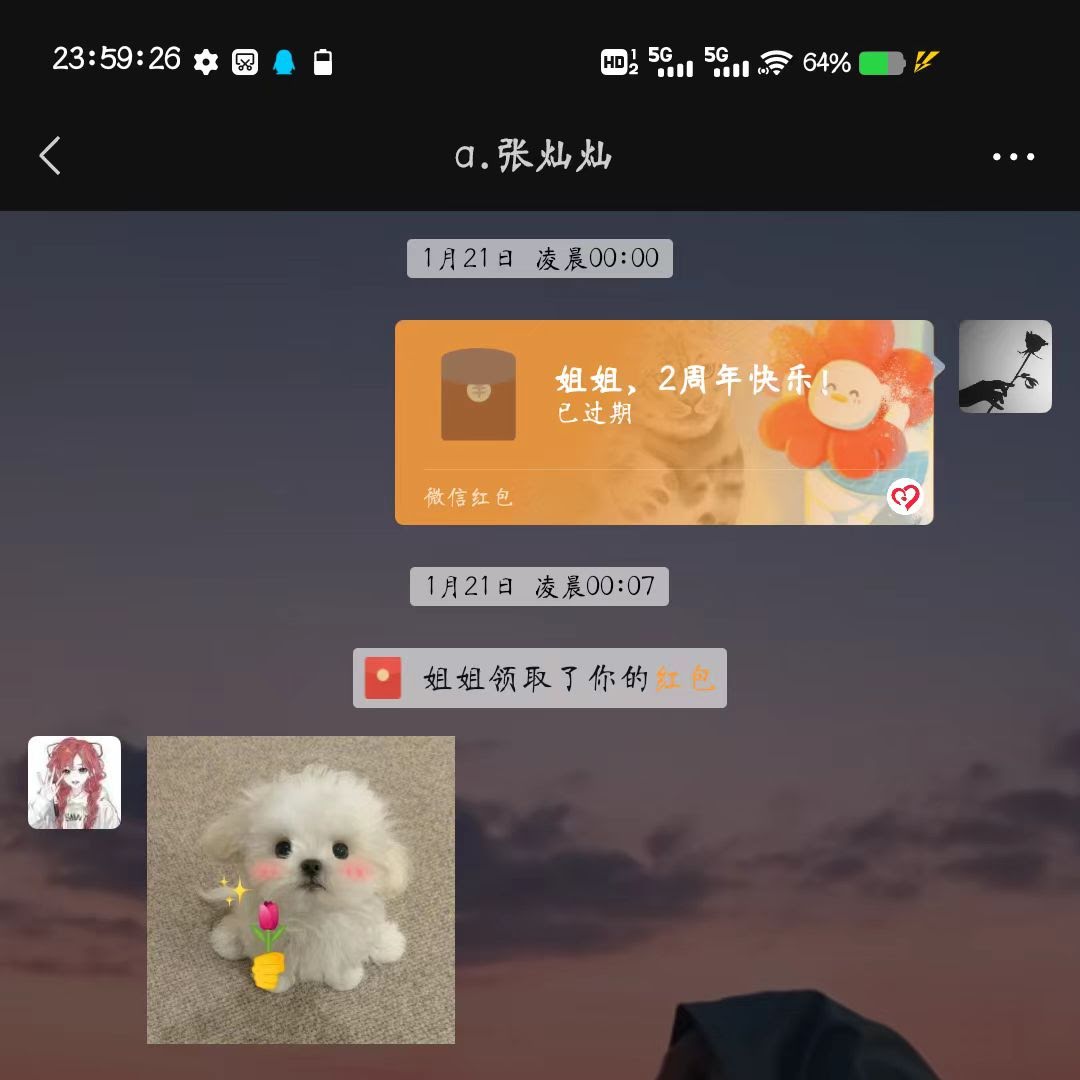 23:59:26 HD 1 2 5G 5G 64%
a.张灿灿
1月21日 凌晨00:00
姐姐，2周年快乐！
已过期
微信红包
1月21日 凌晨00:07
姐姐领取了你的红包